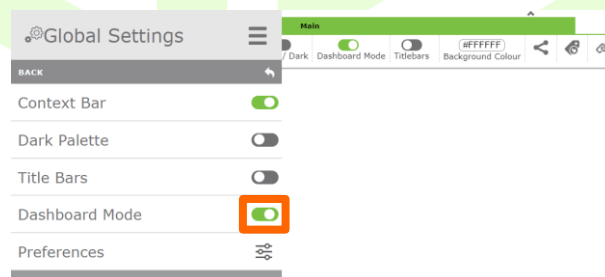 Global Settings
BACK
Context Bar
Dark Palette
Title Bars
Dashboard Mode
Preferences
Main
/ Dark Dashboard Mode Titlebars #FFFFFF Background Colour